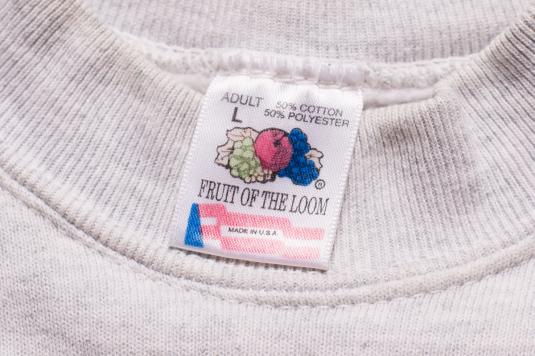 ADULT 50% COTTON
L 50% POLYESTER
®
FRUIT OF THE LOOM
MADE IN U.S.A.